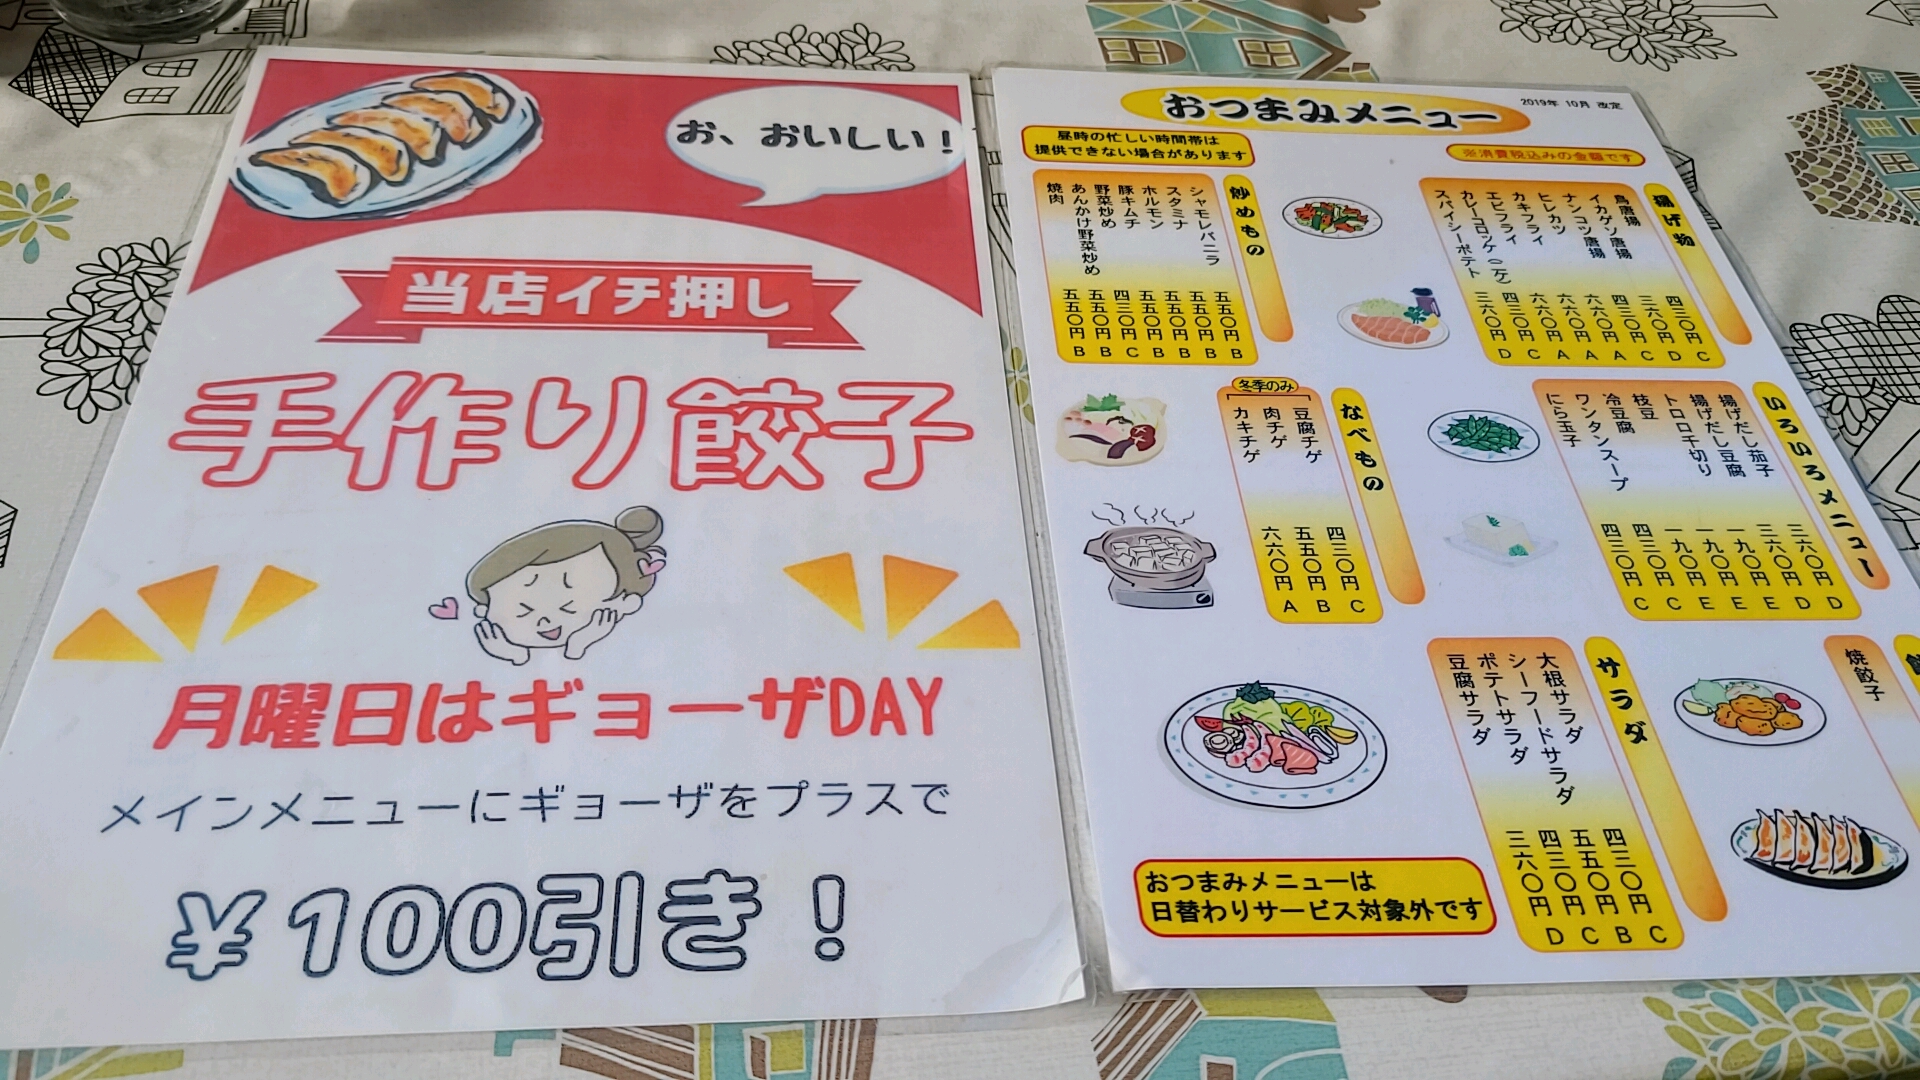 お、おいしい!
当店イチ押し
手作り餃子
月曜日はギョーザDAY
メインメニューにギョーザをプラスで
¥100引き!
おつまみメニュー
2019年 10月 改定
昼時の忙しい時間帯は
提供できない場合があります
※消費税込みの金額です
揚げ物
鳥唐揚 四三〇円 C
イカゲソ唐揚 三六〇円 D
ナンコツ唐揚 四三〇円 C
ヒレカツ 六六〇円 A
カキフライ 六六〇円 A
エビフライ 六六〇円 A
カレーコロッケ 四三〇円 C
スパイシーポテト 三六〇円 D
炒めもの
シャモレバニラ 五五〇円 B
スタミナ 五五〇円 B
ホルモン 五五〇円 B
豚キムチ 五五〇円 B
野菜炒め 四三〇円 C
あんかけ野菜炒め 五五〇円 B
焼肉 五五〇円 B
いろいろメニュー
揚げだし茄子 三六〇円 D
揚げだし豆腐 三六〇円 D
トロロ千切り 一九〇円 E
枝豆 一九〇円 E
冷豆腐 一九〇円 E
ワンタンスープ 四三〇円 C
にら玉子 四三〇円 C
なべもの
冬季のみ
豆腐チゲ 四三〇円 C
肉チゲ 五五〇円 B
カキチゲ 六六〇円 A
焼餃子
サラダ
大根サラダ 四三〇円 C
シーフードサラダ 五五〇円 B
ポテトサラダ 四三〇円 C
豆腐サラダ 三六〇円 D
おつまみメニューは
日替わりサービス対象外です